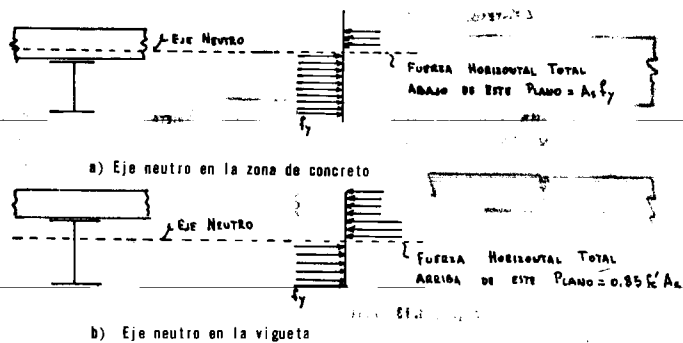 EJE NEUTRO
FUERZA HORIZONTAL TOTAL
ABAJO DE ESTE PLANO = As fy
fy
a) Eje neutro en la zona de concreto
EJE NEUTRO
FUERZA HORIZONTAL TOTAL
ARRIBA DE ESTE PLANO = 0.85 fc' Ac
fy
b) Eje neutro en la vigueta